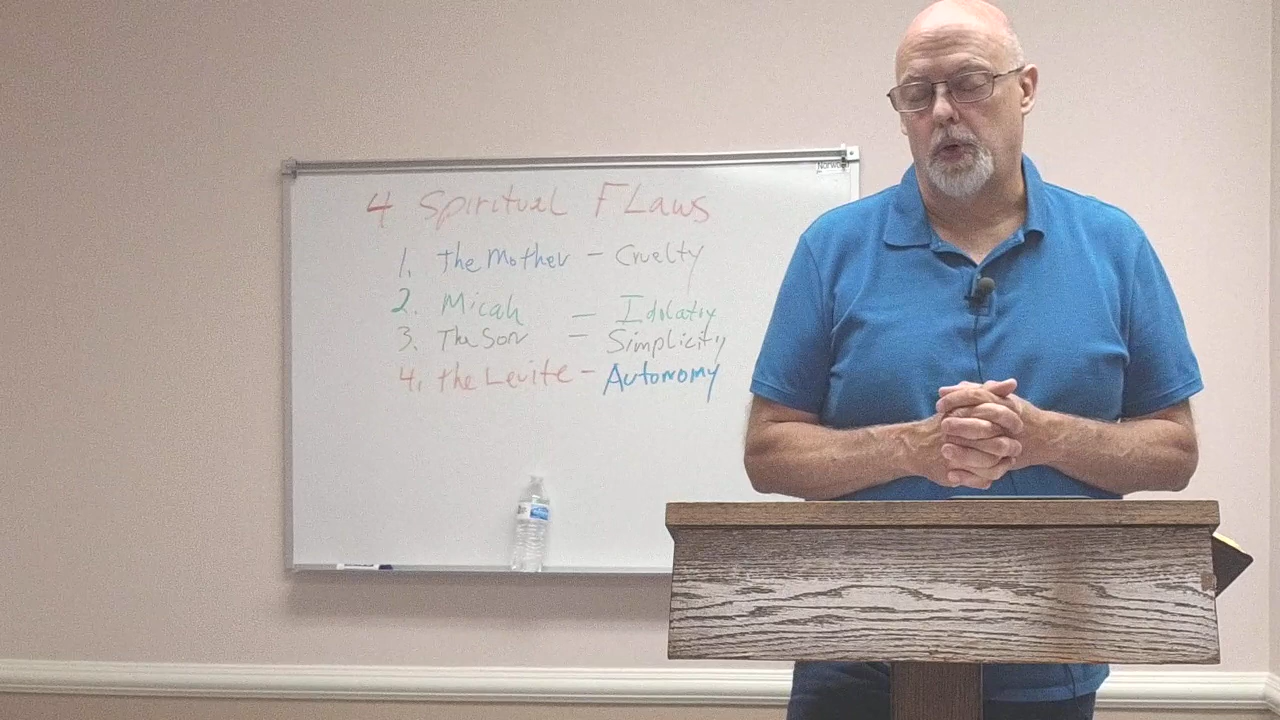 4 Spiritual FLaws
1. The Mother - Cruelty
2. Micah - Idolatry
3. The Son - Simplicity
4. the Levite - Autonomy